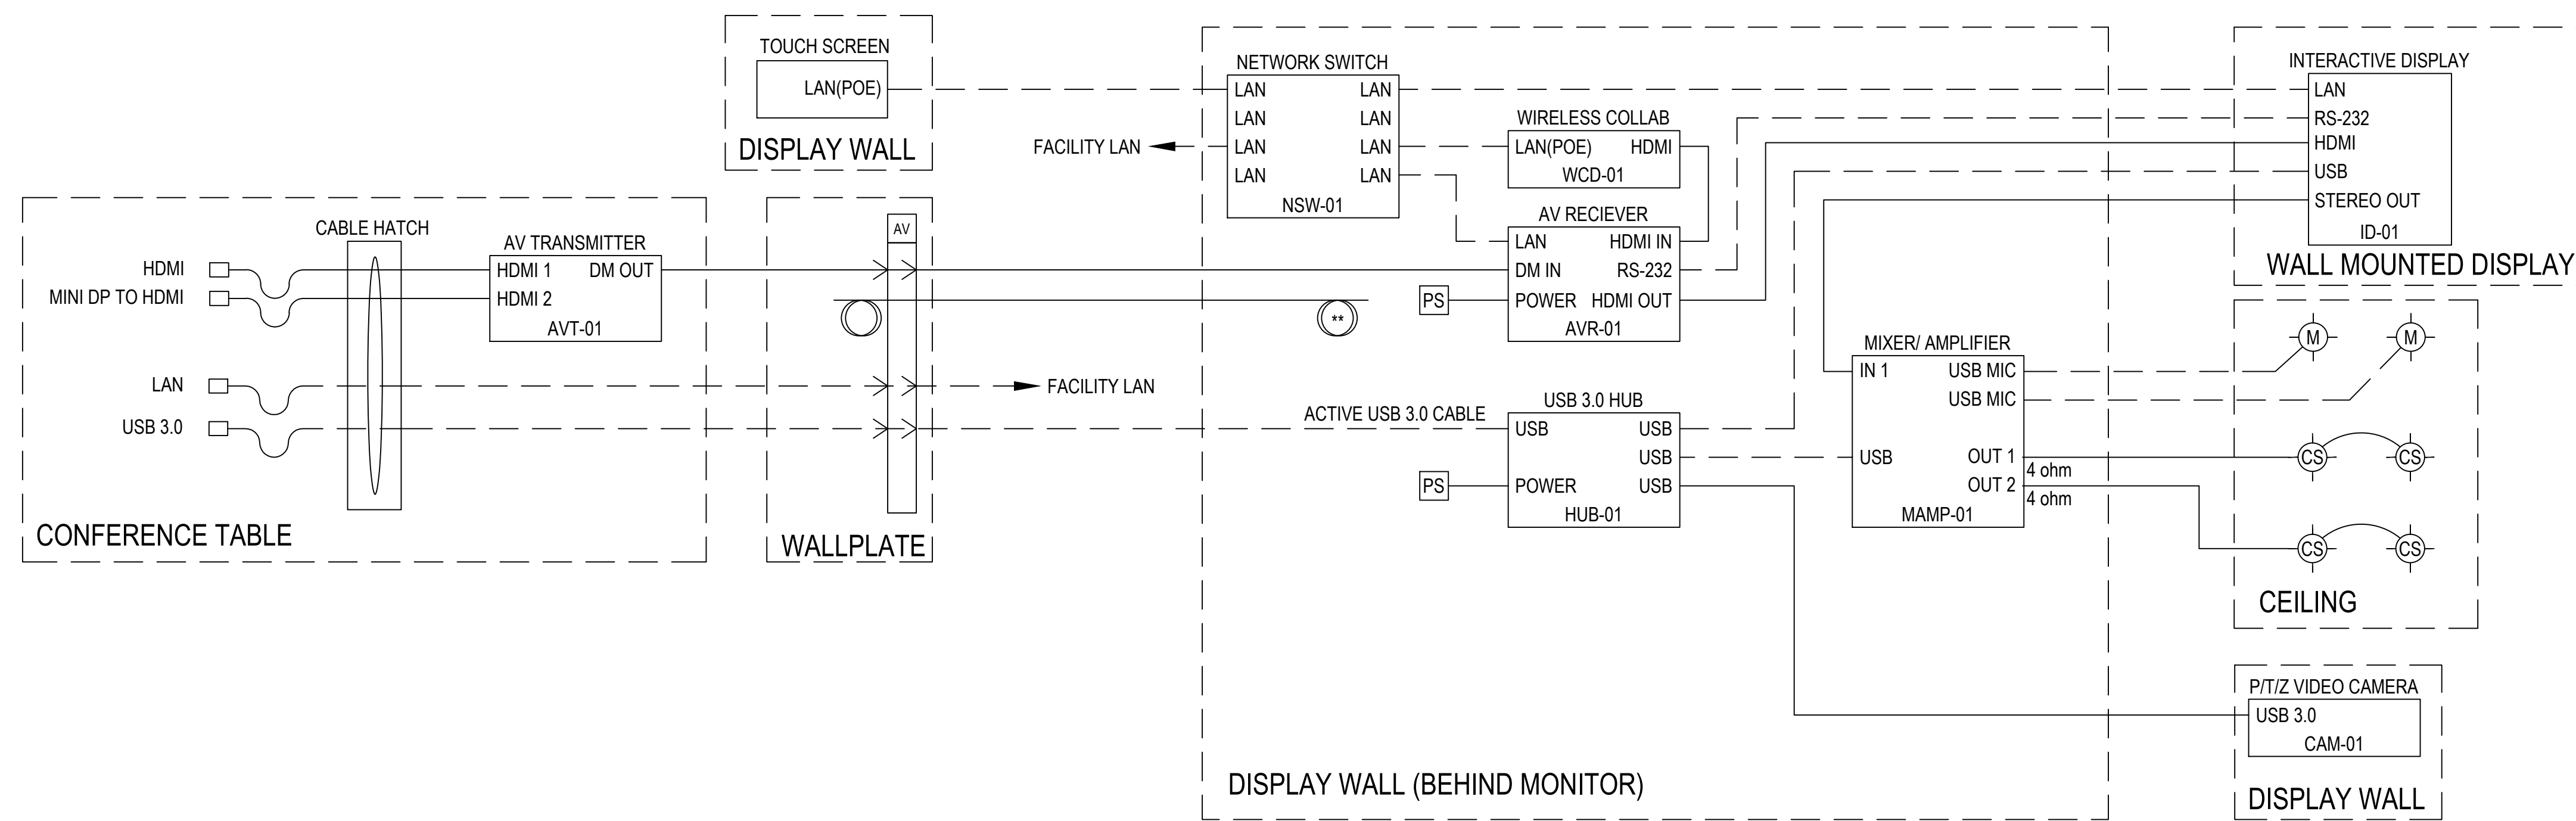 TOUCH SCREEN
LAN(POE)
DISPLAY WALL
CONFERENCE TABLE
CABLE HATCH
HDMI
MINI DP TO HDMI
LAN
USB 3.0
AV TRANSMITTER
HDMI 1 DM OUT
HDMI 2
AVT-01
WALLPLATE
AV
FACILITY LAN
FACILITY LAN
**
ACTIVE USB 3.0 CABLE
NETWORK SWITCH
LAN LAN
LAN LAN
LAN LAN
LAN LAN
NSW-01
WIRELESS COLLAB
LAN(POE) HDMI
WCD-01
AV RECIEVER
LAN HDMI IN
DM IN RS-232
PS
POWER HDMI OUT
AVR-01
USB 3.0 HUB
USB USB
USB
PS
POWER USB
HUB-01
MIXER/ AMPLIFIER
IN 1 USB MIC
USB MIC
USB OUT 1
4 ohm
OUT 2
4 ohm
MAMP-01
DISPLAY WALL (BEHIND MONITOR)
INTERACTIVE DISPLAY
LAN
RS-232
HDMI
USB
STEREO OUT
ID-01
WALL MOUNTED DISPLAY
M M
CS CS
CS CS
CEILING
P/T/Z VIDEO CAMERA
USB 3.0
CAM-01
DISPLAY WALL